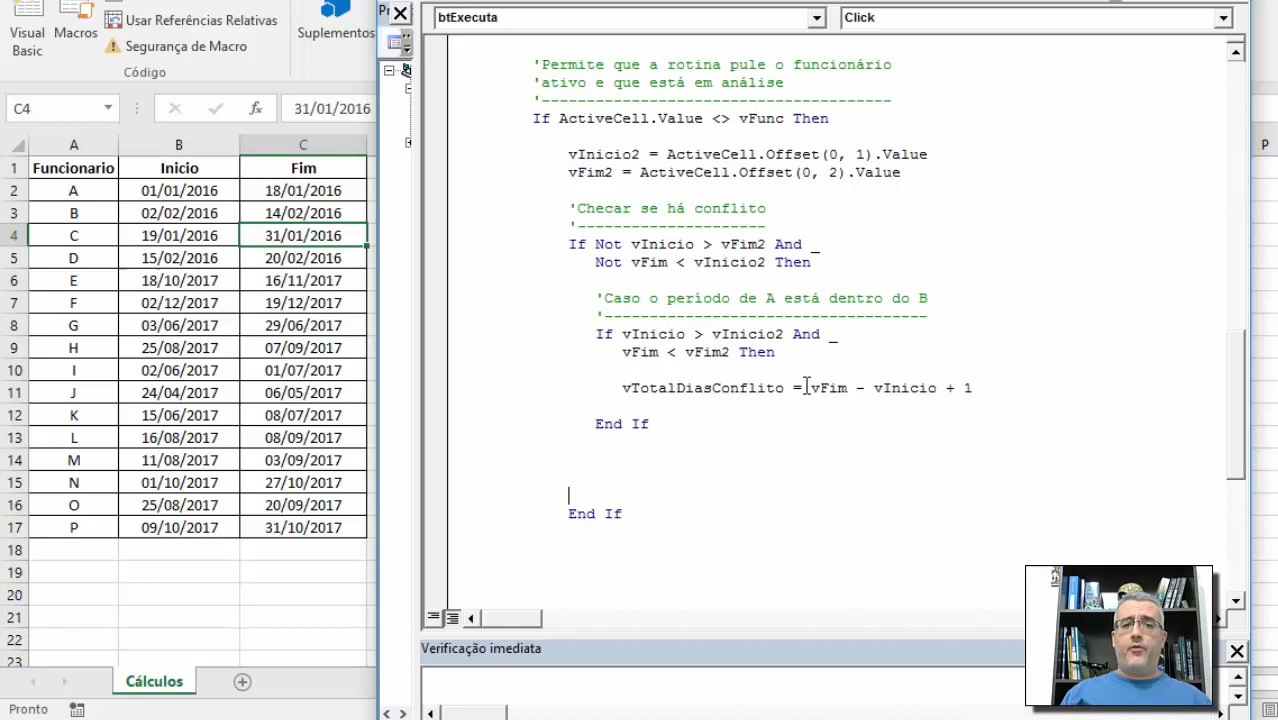 Visual
Basic
Macros
Usar Referências Relativas
Segurança de Macro
Suplementos
Código
C4
fx
31/01/2016
A B C
1 Funcionario Inicio Fim
2 A 01/01/2016 18/01/2016
3 B 02/02/2016 14/02/2016
4 C 19/01/2016 31/01/2016
5 D 15/02/2016 20/02/2016
6 E 18/10/2017 16/11/2017
7 F 02/12/2017 19/12/2017
8 G 03/06/2017 29/06/2017
9 H 25/08/2017 07/09/2017
10 I 02/06/2017 01/07/2017
11 J 24/04/2017 06/05/2017
12 K 15/06/2017 08/07/2017
13 L 16/08/2017 08/09/2017
14 M 11/08/2017 03/09/2017
15 N 01/10/2017 27/10/2017
16 O 25/08/2017 20/09/2017
17 P 09/10/2017 31/10/2017
18
19
20
21
22
23
Cálculos
Pronto
btExecuta
Click
'Permite que a rotina pule o funcionário
'ativo e que está em análise
'---------------------------------------
If ActiveCell.Value <> vFunc Then
vInicio2 = ActiveCell.Offset(0, 1).Value
vFim2 = ActiveCell.Offset(0, 2).Value
'Checar se há conflito
'---------------------
If Not vInicio > vFim2 And _
Not vFim < vInicio2 Then
'Caso o período de A está dentro do B
'------------------------------------
If vInicio > vInicio2 And _
vFim < vFim2 Then
vTotalDiasConflito = vFim - vInicio + 1
End If
End If
Verificação imediata
P